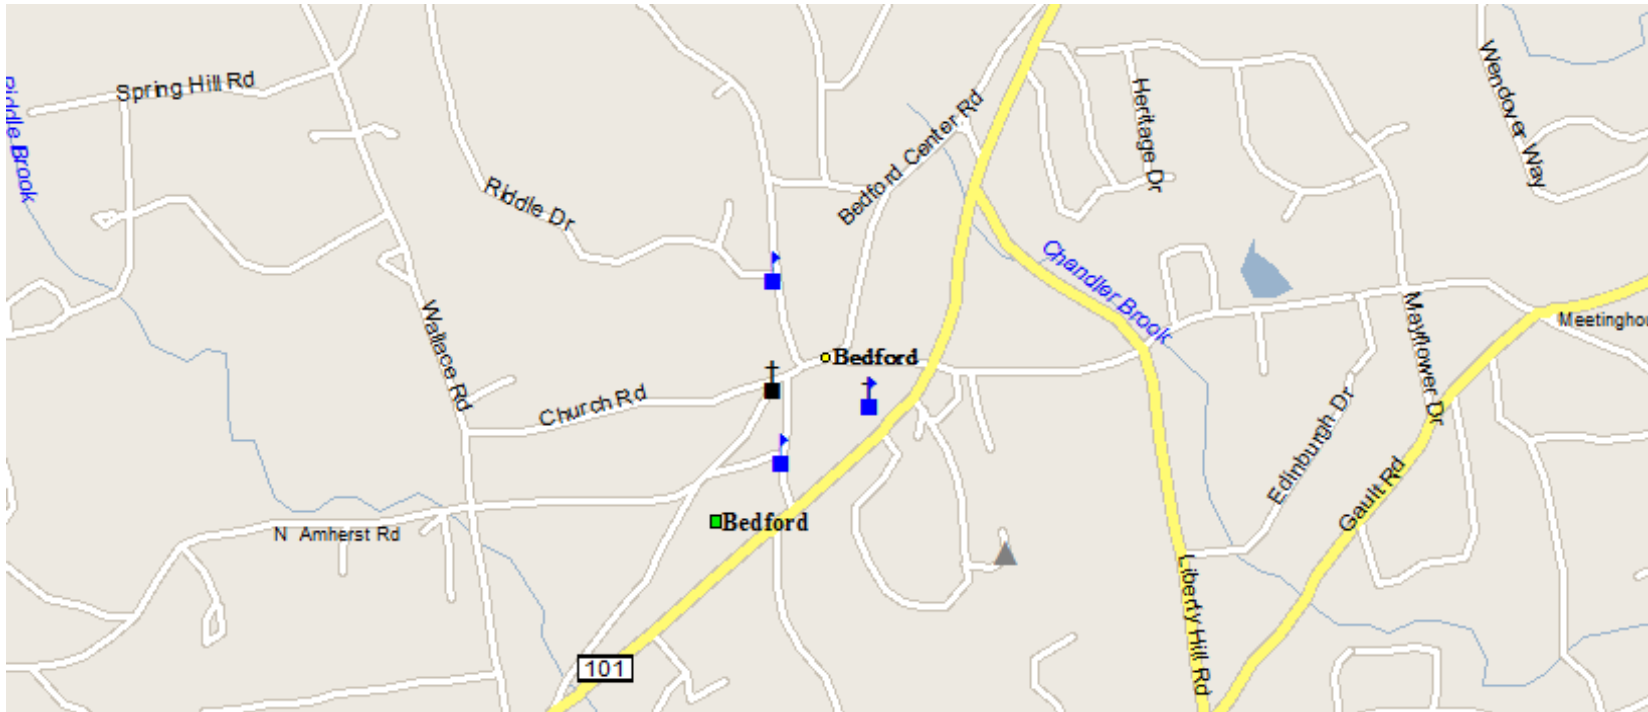 Spring Hill Rd
Riddle Brook
Riddle Dr
Bedford Center Rd
Heritage Dr
Wendover Way
Chandler Brook
Wallace Rd
Church Rd
Bedford
Mayflower Dr
Meetinghou
Edinburgh Dr
Gault Rd
N Amherst Rd
Bedford
Liberty Hill Rd
101